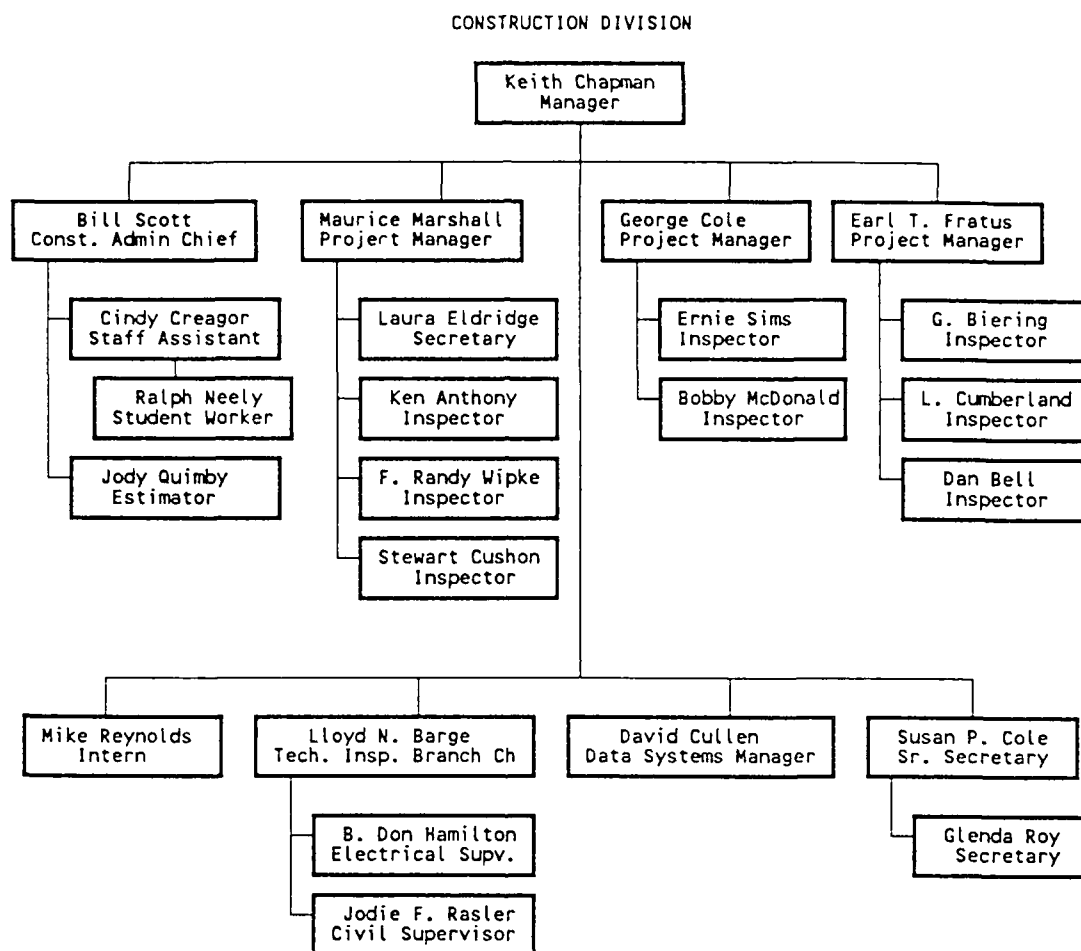 CONSTRUCTION DIVISION
Keith Chapman
Manager
Bill Scott
Const. Admin Chief
Maurice Marshall
Project Manager
George Cole
Project Manager
Earl T. Fratus
Project Manager
Cindy Creagor
Staff Assistant
Ralph Neely
Student Worker
Jody Quimby
Estimator
Laura Eldridge
Secretary
Ken Anthony
Inspector
F. Randy Wipke
Inspector
Stewart Cushon
Inspector
Ernie Sims
Inspector
Bobby McDonald
Inspector
G. Biering
Inspector
L. Cumberland
Inspector
Dan Bell
Inspector
Mike Reynolds
Intern
Lloyd N. Barge
Tech. Insp. Branch Ch
David Cullen
Data Systems Manager
Susan P. Cole
Sr. Secretary
B. Don Hamilton
Electrical Supv.
Jodie F. Rasler
Civil Supervisor
Glenda Roy
Secretary